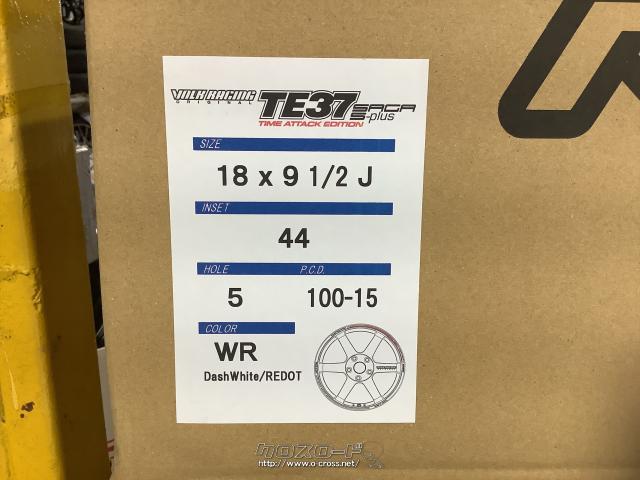 VOLK RACING
ORIGINAL
TE37 SAGA
S-plus
TIME ATTACK EDITION
SIZE
18 x 9 1/2 J
INSET
44
HOLE P.C.D.
5 100-15
COLOR
WR
DashWhite/REDOT
クロスロード
http://www.o-cross.net/